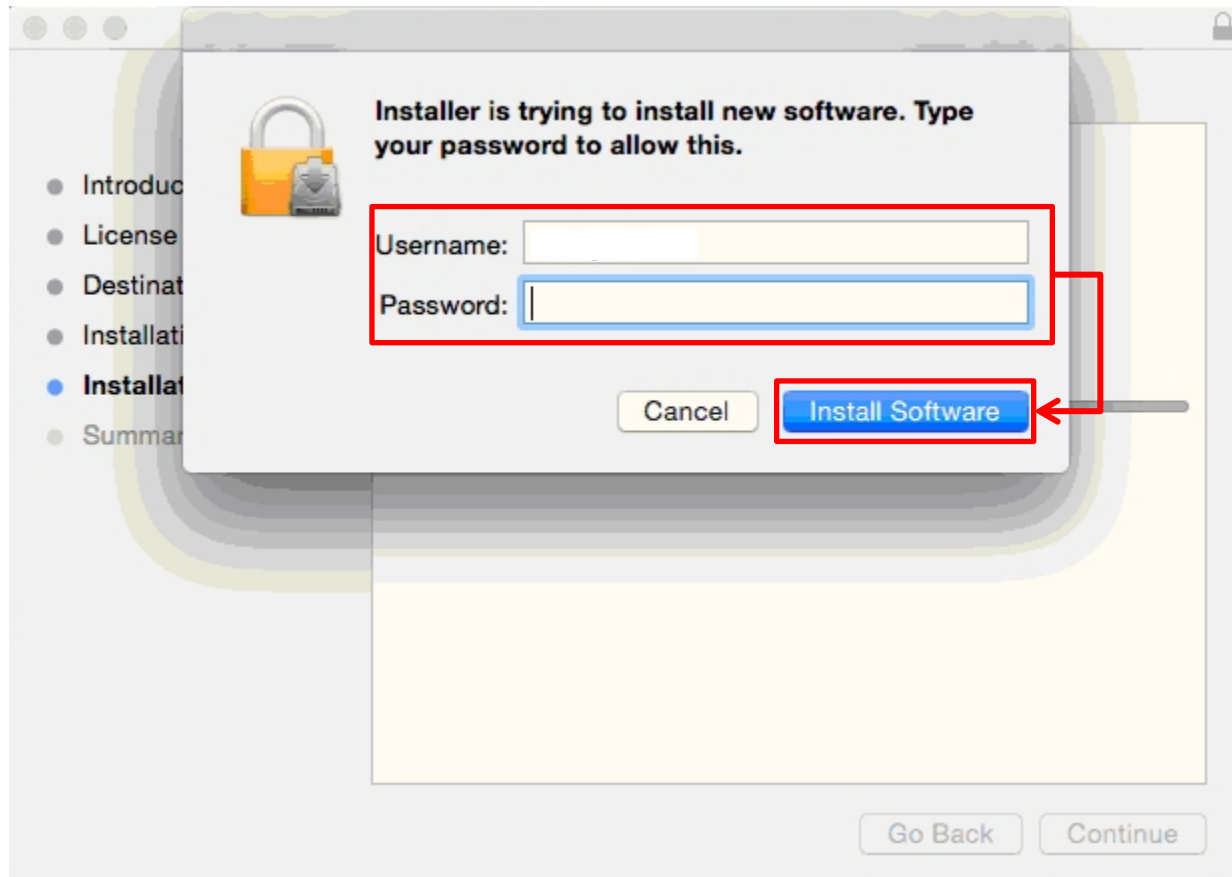 Installer is trying to install new software. Type
your password to allow this.
Introduc
License
Username:
Destinat
Password:
Installati
Installat
Cancel
Install Software
Summar
Go Back
Continue